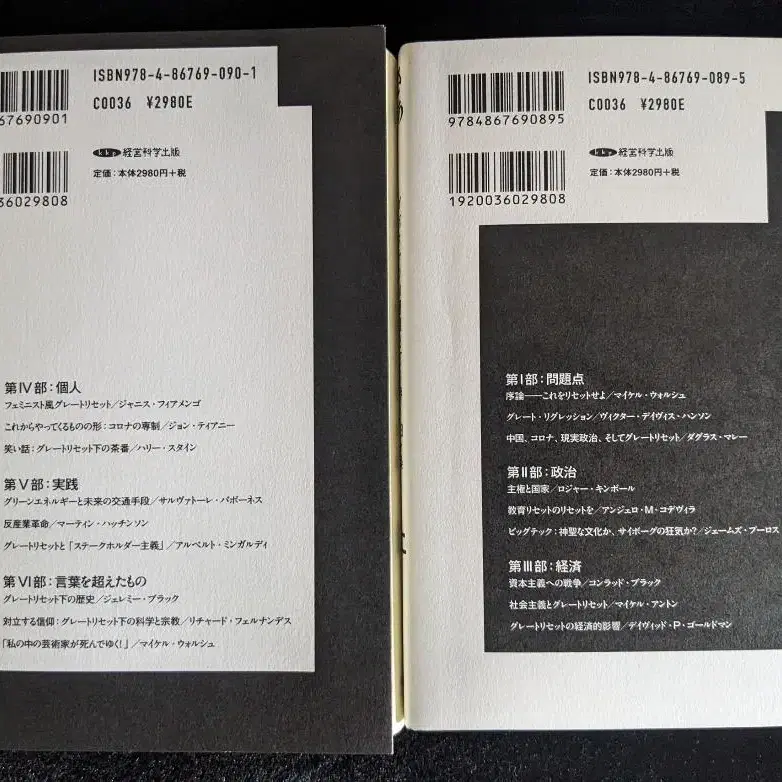 ISBN978-4-86769-090-1
C0036 ¥2980E
67690901
kkp 経営科学出版
36029808
定価:本体2980円+税
第Ⅳ部:個人
フェミニスト風グレートリセット/ジャニス・フィアメンゴ
これからやってくるものの形:コロナの専制/ジョン・ティアニー
笑い話:グレートリセット下の茶番/ハリー・スタイン
第Ⅴ部:実践
グリーンエネルギーと未来の交通手段/サルヴァトーレ・バボーネス
反産業革命/マーティン・ハッチンソン
グレートリセットと「ステークホルダー主義」/アルベルト・ミンガルディ
第Ⅵ部:言葉を超えたもの
グレートリセット下の歴史/ジェレミー・ブラック
対立する信仰:グレートリセット下の科学と宗教/リチャード・フェルナンデス
「私の中の芸術家が死んでゆく!」/マイケル・ウォルシュ
ISBN978-4-86769-089-5
C0036 ¥2980E
9784867690895
kkp 経営科学出版
定価:本体2980円+税
1920036029808
第Ⅰ部:問題点
序論――これをリセットせよ/マイケル・ウォルシュ
グレート・リグレッション/ヴィクター・デイヴィス・ハンソン
中国、コロナ、現実政治、そしてグレートリセット/ダグラス・マレー
第Ⅱ部:政治
主権と国家/ロジャー・キンボール
教育リセットのリセットを/アンジェロ・M・コデヴィラ
ビッグテック:神聖な文化か、サイボーグの狂気か?/ジェームズ・プーロス
第Ⅲ部:経済
資本主義への戦争/コンラッド・ブラック
社会主義とグレートリセット/マイケル・アントン
グレートリセットの経済的影響/デイヴィッド・P・ゴールドマン